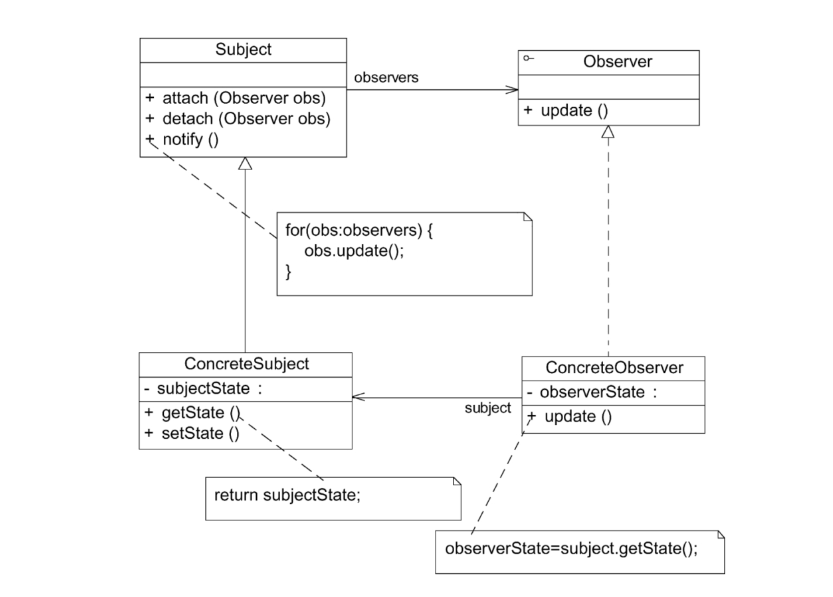 Subject
+ attach (Observer obs)
+ detach (Observer obs)
+ notify ()
observers
Observer
+ update ()
for(obs:observers) {
obs.update();
}
ConcreteSubject
- subjectState :
+ getState ()
+ setState ()
subject
ConcreteObserver
- observerState :
+ update ()
return subjectState;
observerState=subject.getState();